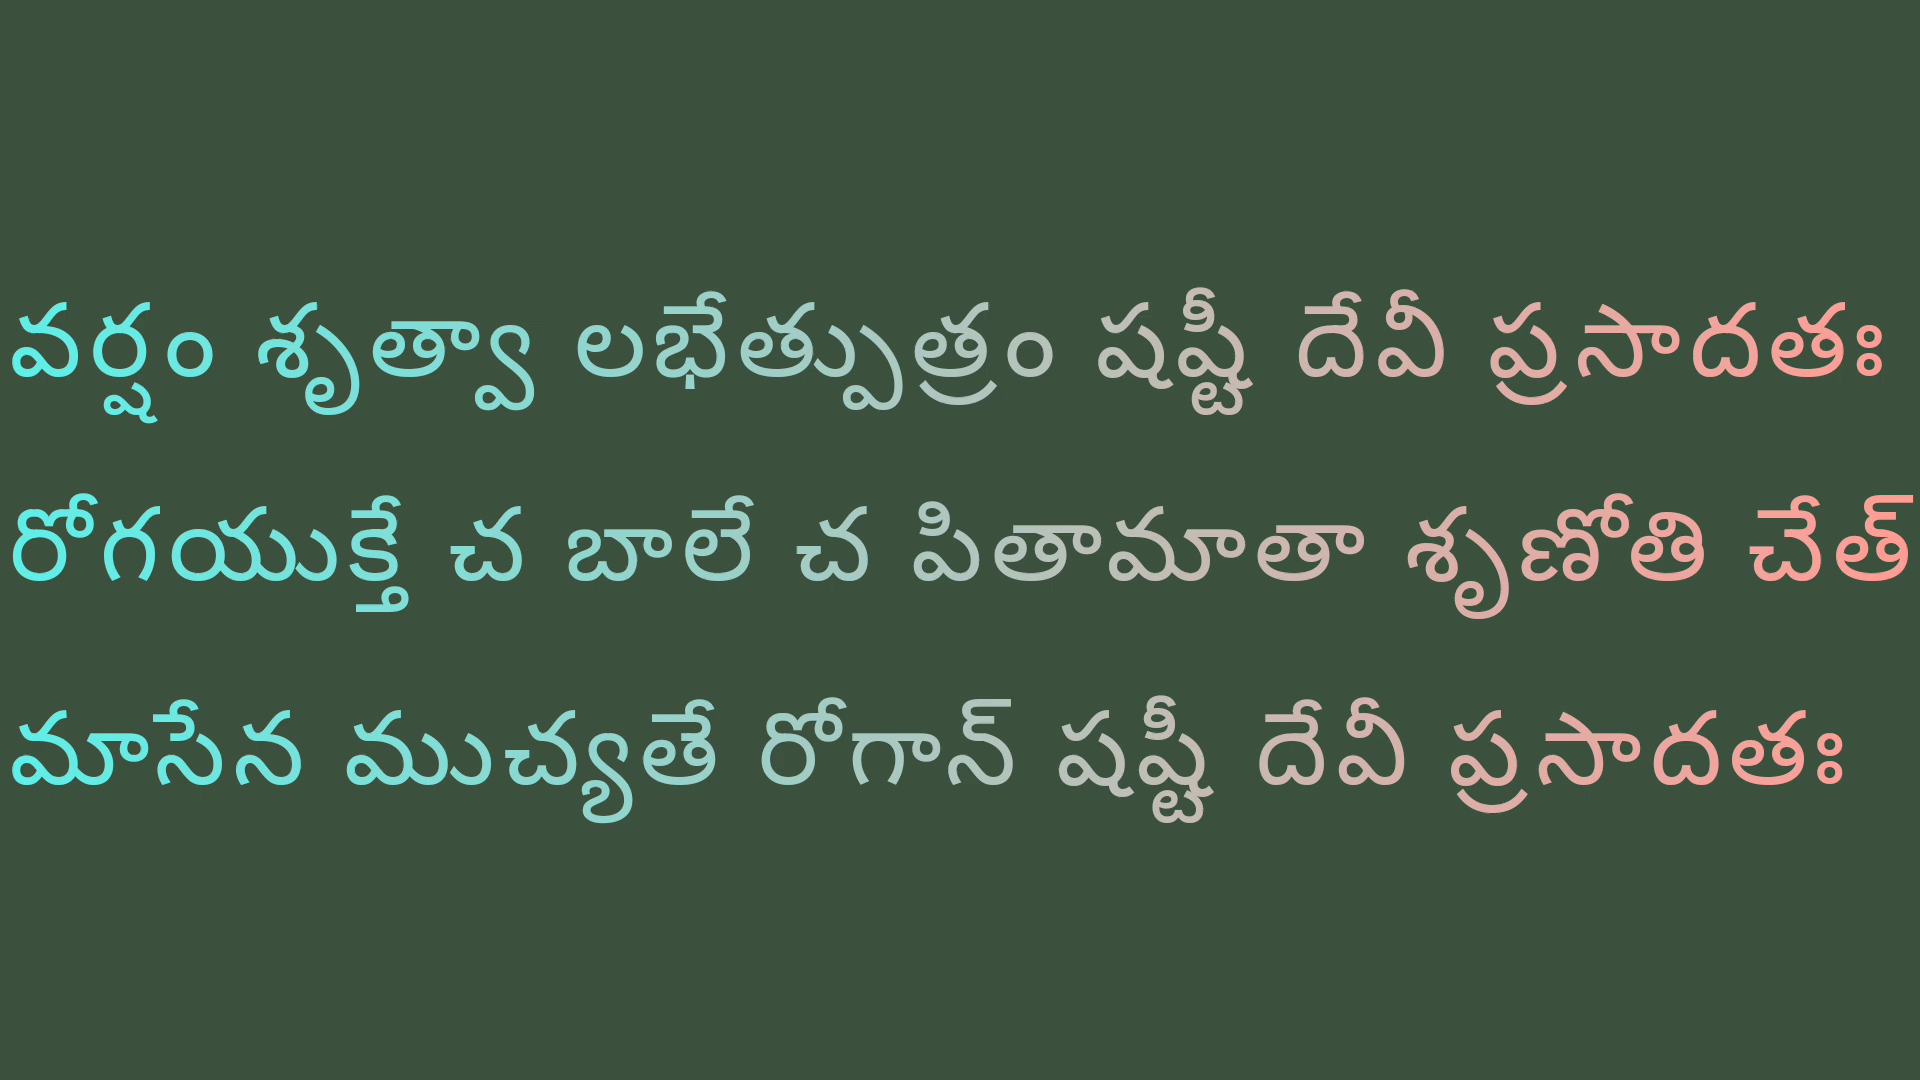 వర్షం శృత్వా లభేత్పుత్రం షష్టీ దేవీ ప్రసాదతః
రోగయుక్తే చ బాలే చ పితామాతా శృణోతి చేత్
మాసేన ముచ్యతే రోగాన్ షష్టీ దేవీ ప్రసాదతః